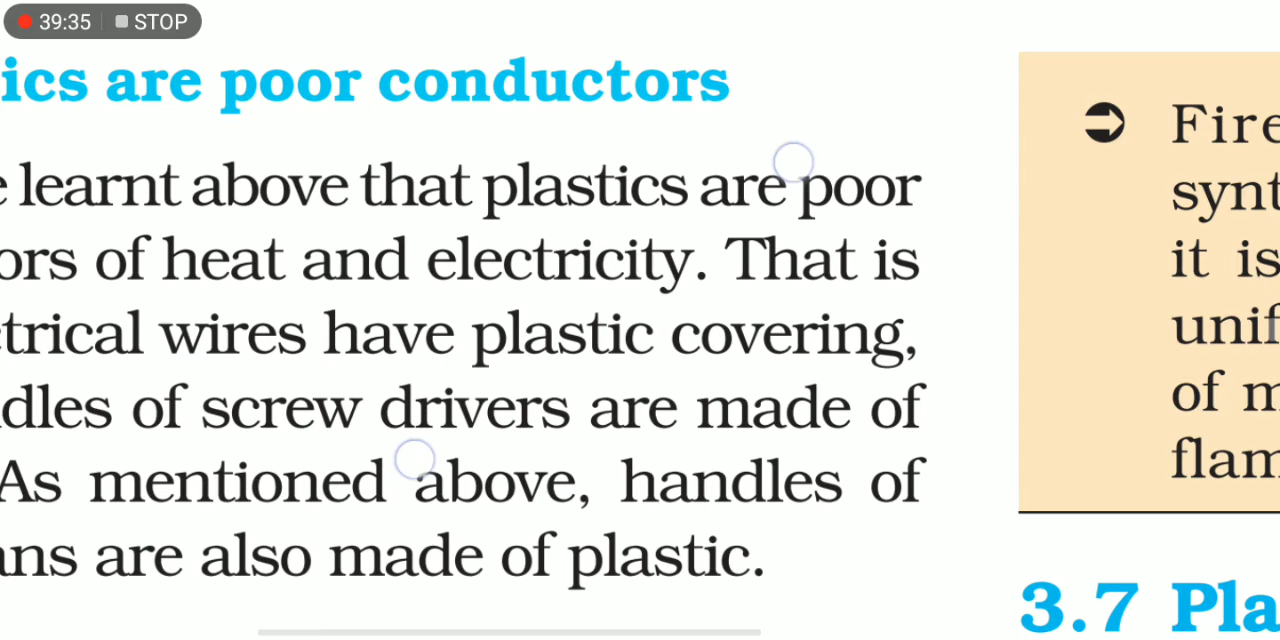 39:35 STOP
ics are poor conductors
e learnt above that plastics are poor
ors of heat and electricity. That is
trical wires have plastic covering,
dles of screw drivers are made of
As mentioned above, handles of
ans are also made of plastic.
Fire
synt
it is
unif
of m
flam
3.7 Pla